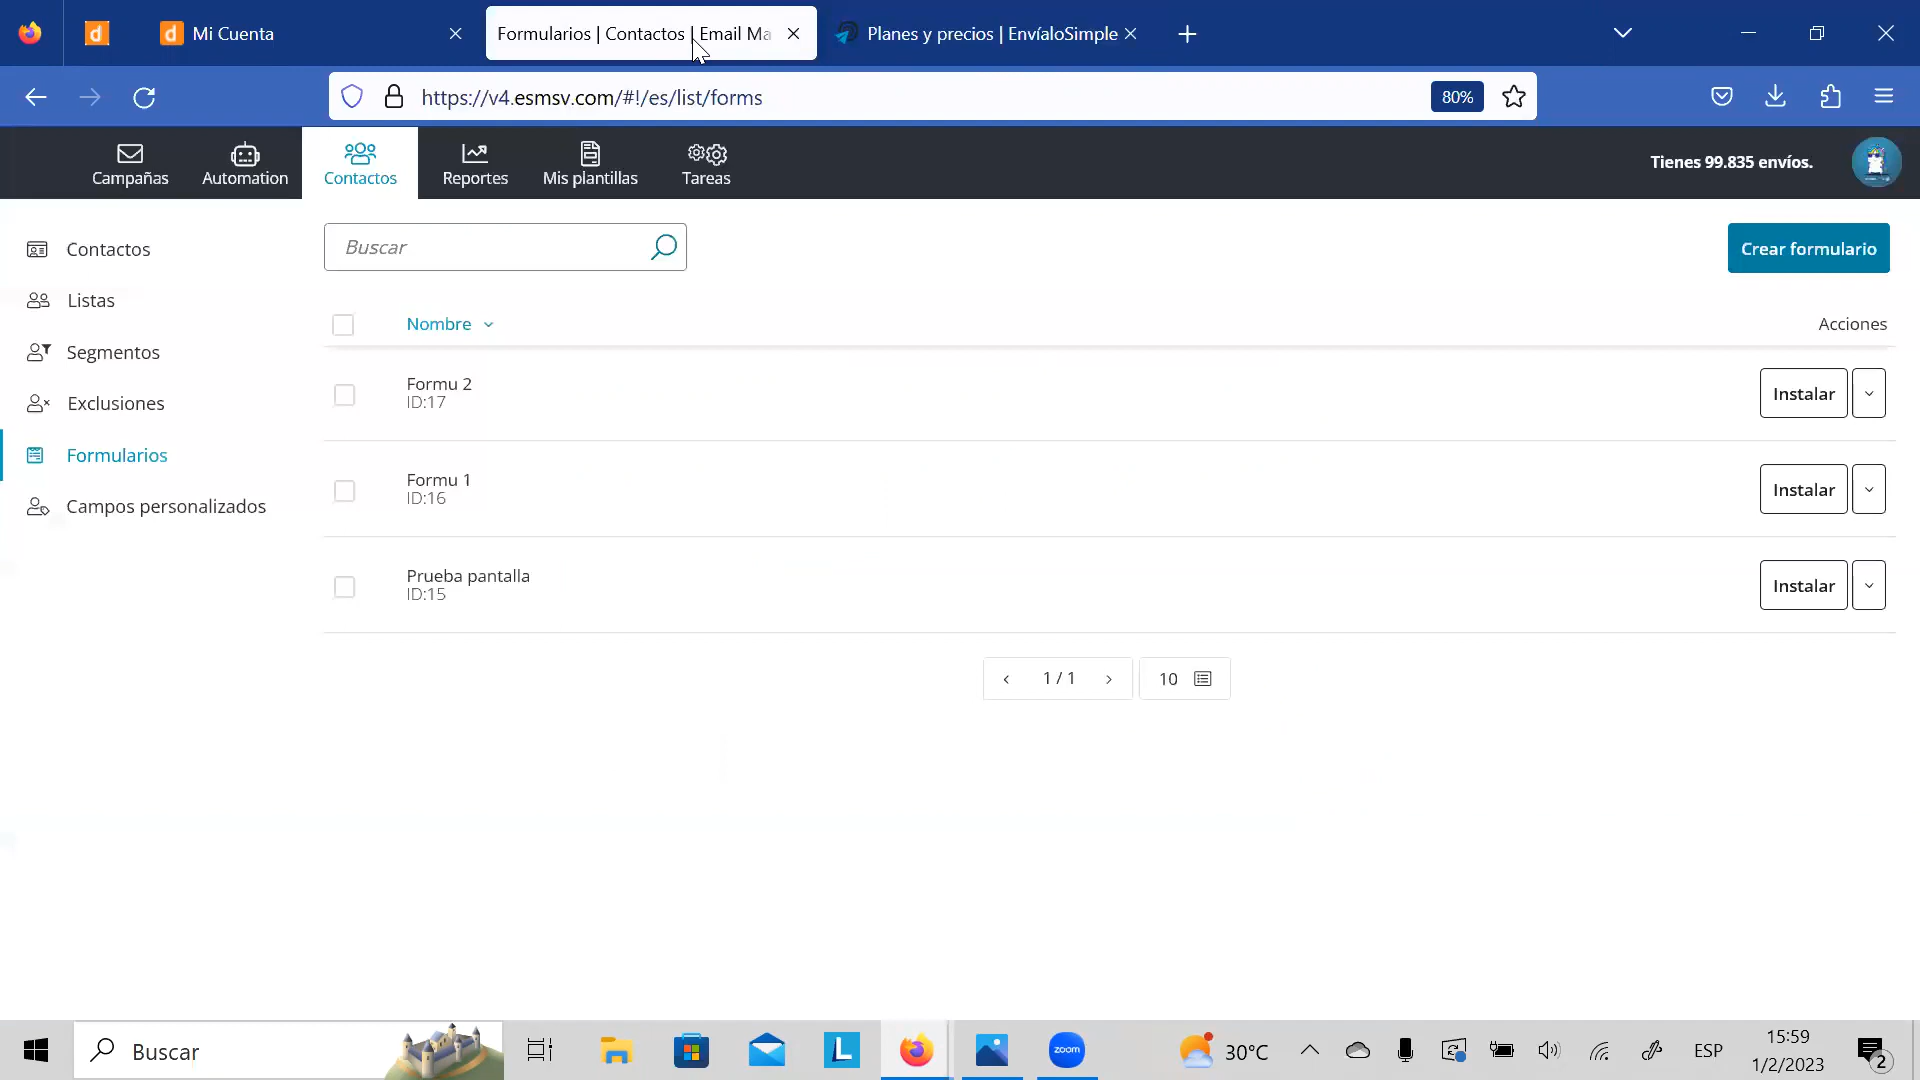 Mi Cuenta
Formularios | Contactos | Email Ma
Planes y precios | EnvíaloSimple
https://v4.esmsv.com/#!/es/list/forms
80%
Campañas
Automation
Contactos
Reportes
Mis plantillas
Tareas
Tienes 99.835 envíos.
Contactos
Listas
Segmentos
Exclusiones
Formularios
Campos personalizados
Buscar
Crear formulario
Nombre
Acciones
Formu 2
ID:17
Instalar
Formu 1
ID:16
Instalar
Prueba pantalla
ID:15
Instalar
1 / 1
10
Buscar
L
zoom
30°C
ESP
15:59
1/2/2023
2